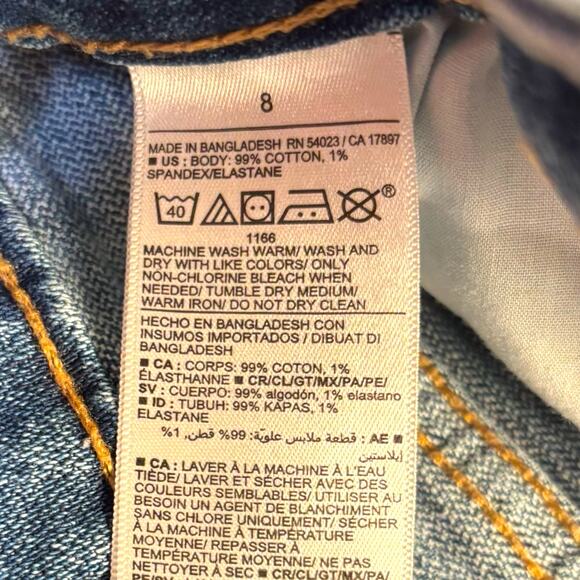 8
MADE IN BANGLADESH RN 54023 / CA 17897
■ US : BODY: 99% COTTON, 1%
SPANDEX/ELASTANE
40
®
1166
MACHINE WASH WARM/ WASH AND
DRY WITH LIKE COLORS/ ONLY
NON-CHLORINE BLEACH WHEN
NEEDED/ TUMBLE DRY MEDIUM/
WARM IRON/ DO NOT DRY CLEAN
HECHO EN BANGLADESH CON
INSUMOS IMPORTADOS / DIBUAT DI
BANGLADESH
■ CA : CORPS: 99% COTON, 1%
ÉLASTHANNE ■ CR/CL/GT/MX/PA/PE/
SV : CUERPO: 99% algodón, 1% elastano
■ ID : TUBUH: 99% KAPAS, 1%
ELASTANE
■ AE : قطعة ملابس علويّة: 99% قطن, 1%
إيلاستين
■ CA : LAVER À LA MACHINE À L'EAU
TIÈDE/ LAVER ET SÉCHER AVEC DES
COULEURS SEMBLABLES/ UTILISER AU
BESOIN UN AGENT DE BLANCHIMENT
SANS CHLORE UNIQUEMENT/ SÉCHER
À LA MACHINE À TEMPÉRATURE
MOYENNE/ REPASSER À
TEMPÉRATURE MOYENNE/ NE PAS
NETTOYER À SEC ■ CR/CL/GT/MX/PA/
PE/SV